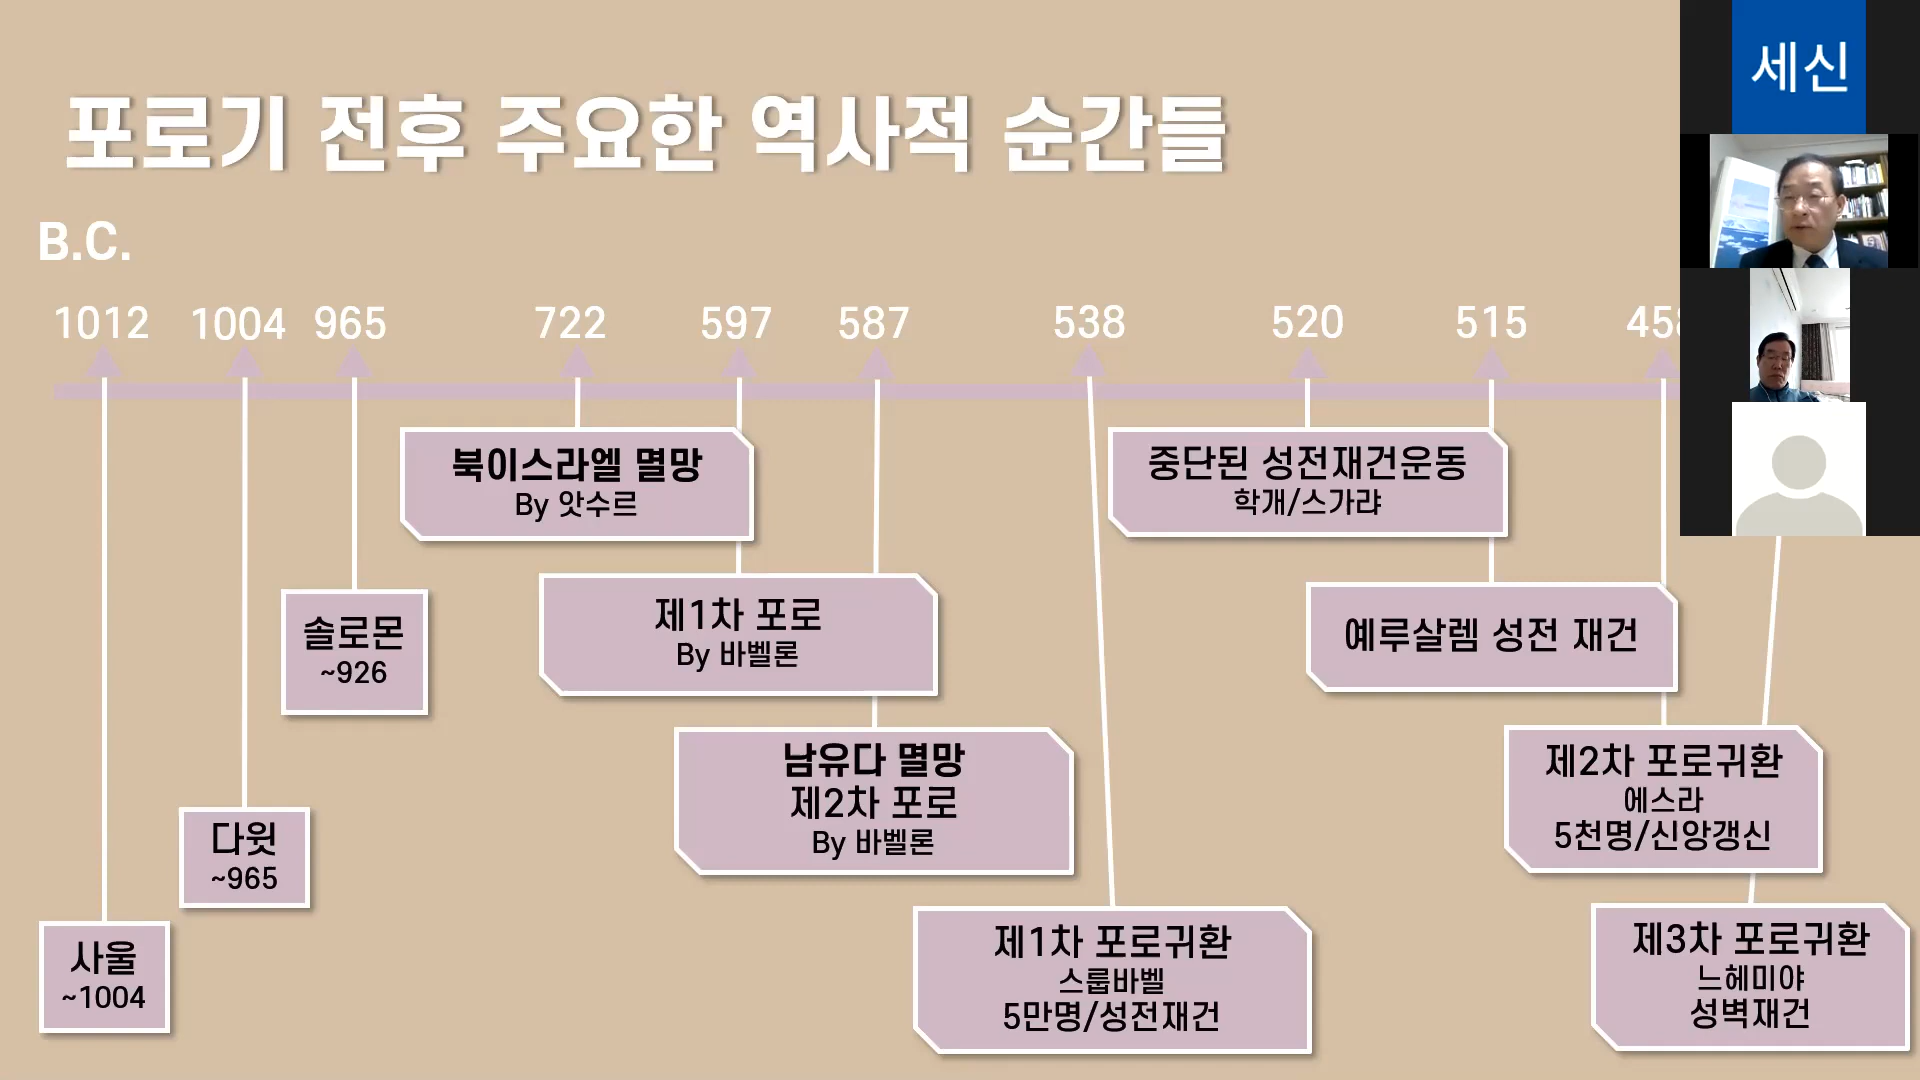 포로기 전후 주요한 역사적 순간들
세신
B.C.
1012 1004 965 722 597 587 538 520 515 458
북이스라엘 멸망
By 앗수르
중단된 성전재건운동
학개/스가랴
솔로몬
~926
제1차 포로
By 바벨론
예루살렘 성전 재건
남유다 멸망
제2차 포로
By 바벨론
제2차 포로귀환
에스라
5천명/신앙갱신
다윗
~965
사울
~1004
제1차 포로귀환
스룹바벨
5만명/성전재건
제3차 포로귀환
느헤미야
성벽재건